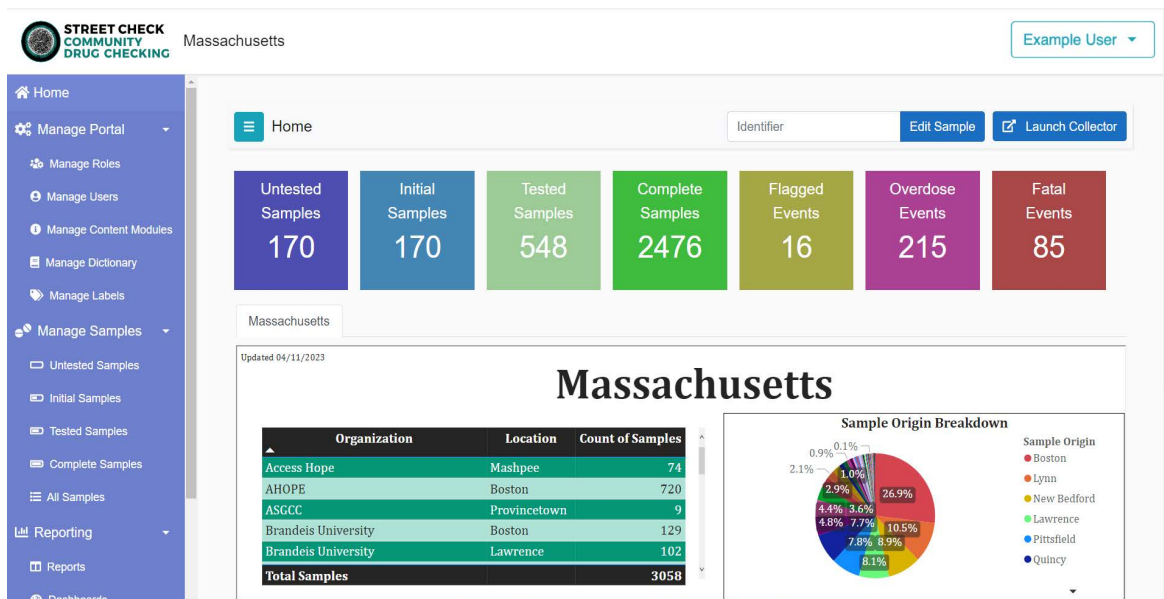 STREET CHECK
COMMUNITY
DRUG CHECKING
Massachusetts
Example User
Home
Manage Portal
Manage Roles
Manage Users
Manage Content Modules
Manage Dictionary
Manage Labels
Manage Samples
Untested Samples
Initial Samples
Tested Samples
Complete Samples
All Samples
Reporting
Reports
Dashboards
Home
Identifier
Edit Sample
Launch Collector
Untested
Samples
170
Initial
Samples
170
Tested
Samples
548
Complete
Samples
2476
Flagged
Events
16
Overdose
Events
215
Fatal
Events
85
Massachusetts
Updated 04/11/2023
Massachusetts
Organization Location Count of Samples
Access Hope Mashpee 74
AHOPE Boston 720
ASGCC Provincetown 9
Brandeis University Boston 129
Brandeis University Lawrence 102
Total Samples 3058
Sample Origin Breakdown
0.1%
0.9%
2.1%
1.0%
2.9%
26.9%
4.4% 3.6%
4.8% 7.7%
10.5%
7.8% 8.9%
8.1%
Sample Origin
Boston
Lynn
New Bedford
Lawrence
Pittsfield
Quincy